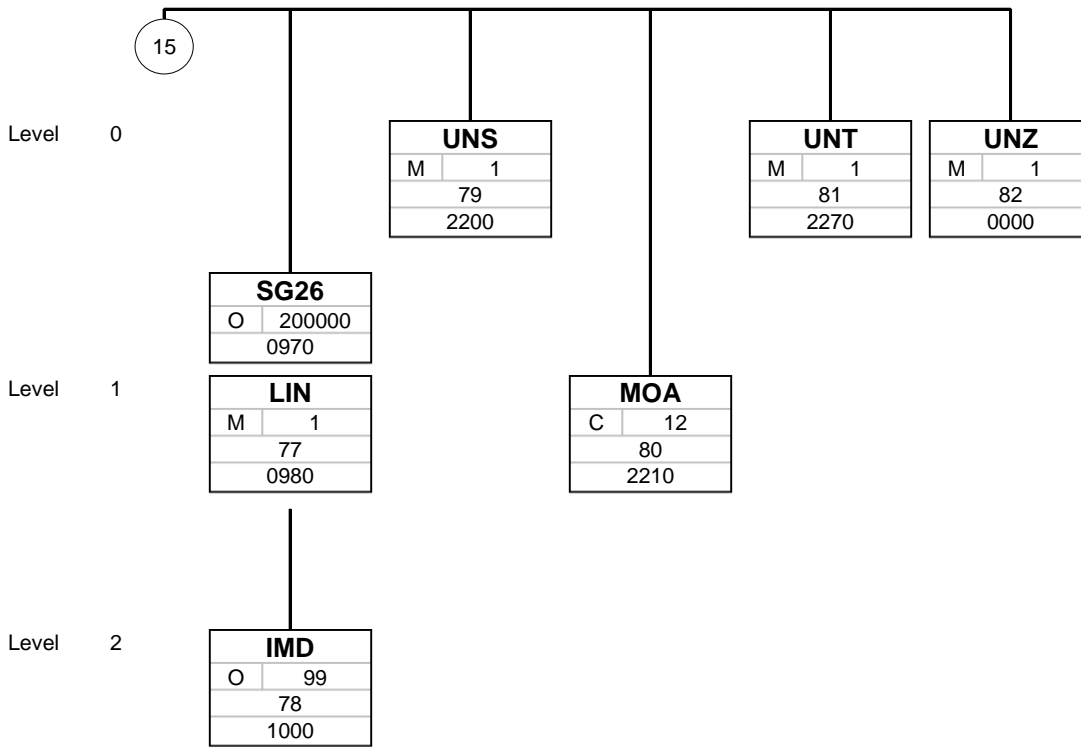 15
Level 0
UNS
M 1
79
2200
UNT
M 1
81
2270
UNZ
M 1
82
0000
SG26
O 200000
0970
Level 1
LIN
M 1
77
0980
MOA
C 12
80
2210
Level 2
IMD
O 99
78
1000